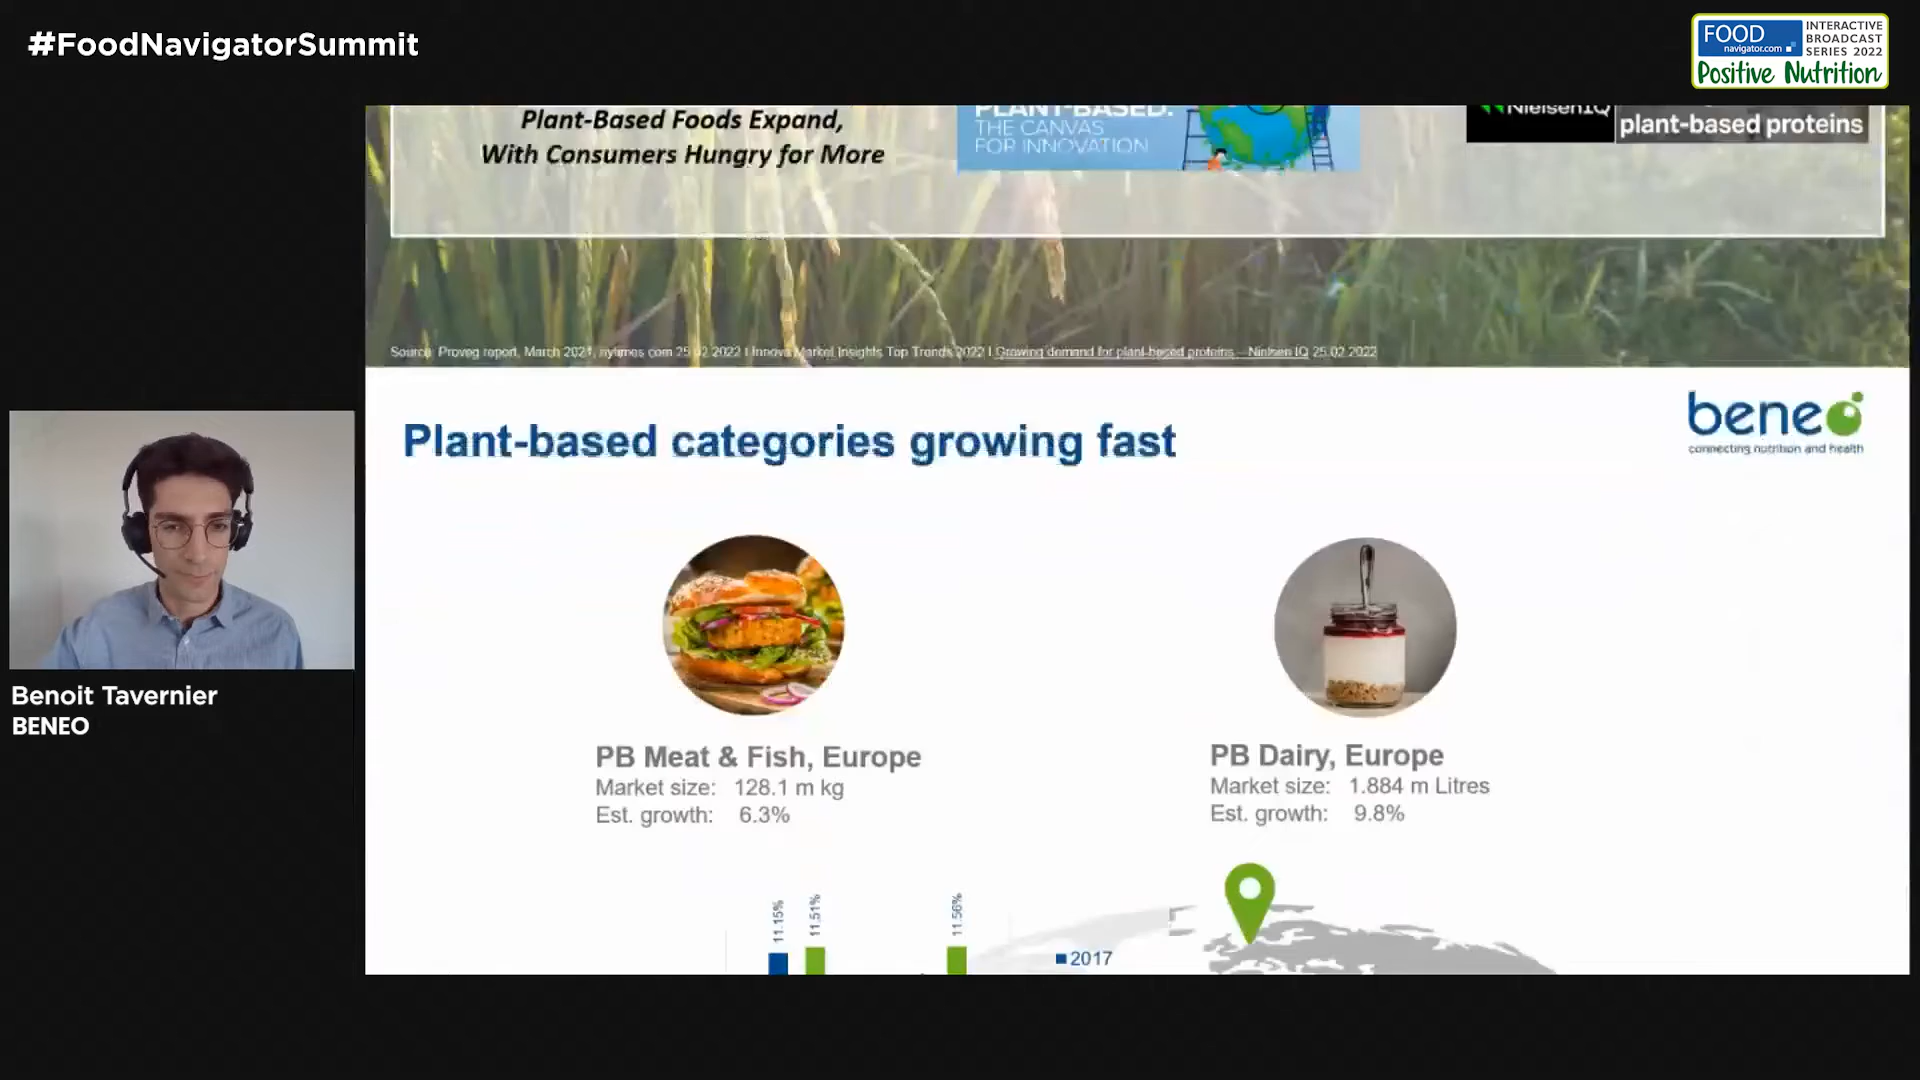 #FoodNavigatorSummit
FOOD
navigator.com
INTERACTIVE
BROADCAST
SERIES 2022
Positive Nutrition
Plant-Based Foods Expand,
With Consumers Hungry for More
PLANT-BASED:
THE CANVAS
FOR INNOVATION
NielsenIQ
plant-based proteins
Source: Proveg report, March 2021, nytimes com 25 02 2022 I Innova Market Insights Top Trends 2022 I Growing demand for plant-based proteins – Nielsen IQ 25.02.2022
Plant-based categories growing fast
beneo
connecting nutrition and health
PB Meat & Fish, Europe
Market size: 128.1 m kg
Est. growth: 6.3%
PB Dairy, Europe
Market size: 1.884 m Litres
Est. growth: 9.8%
11.15%
11.51%
11.56%
2017
Benoit Tavernier
BENEO